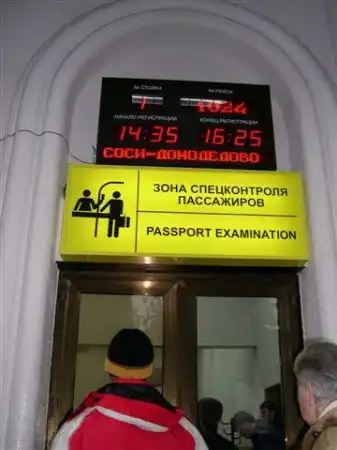 № СТОЙКИ № РЕЙСА
1 1024
НАЧАЛО РЕГИСТРАЦИИ КОНЕЦ РЕГИСТРАЦИИ
14:35 16:25
СОСИ-ДОМОДЕДОВО
ЗОНА СПЕЦКОНТРОЛЯ
ПАССАЖИРОВ
PASSPORT EXAMINATION